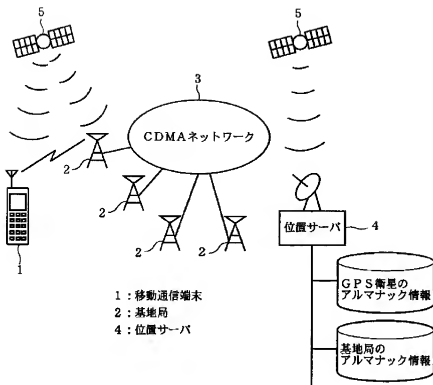 5
5
3
CDMAネットワーク
2
2
2
2
1
位置サーバ
4
GPS衛星の
アルマナック情報
基地局の
アルマナック情報
1:移動通信端末
2:基地局
4:位置サーバ